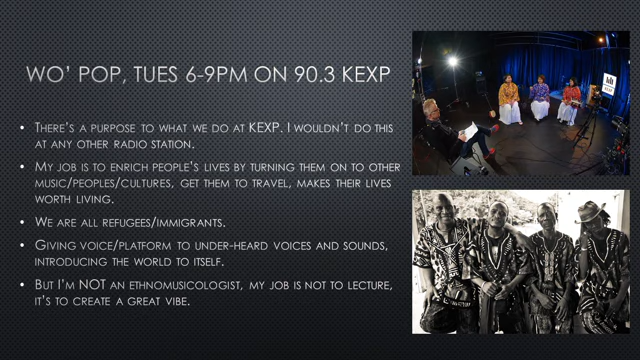 WO' POP, TUES 6-9PM ON 90.3 KEXP
• THERE'S A PURPOSE TO WHAT WE DO AT KEXP. I WOULDN'T DO THIS
AT ANY OTHER RADIO STATION.
• MY JOB IS TO ENRICH PEOPLE'S LIVES BY TURNING THEM ON TO OTHER
MUSIC/PEOPLES/CULTURES, GET THEM TO TRAVEL, MAKES THEIR LIVES
WORTH LIVING.
• WE ARE ALL REFUGEES/IMMIGRANTS.
• GIVING VOICE/PLATFORM TO UNDER-HEARD VOICES AND SOUNDS,
INTRODUCING THE WORLD TO ITSELF.
• BUT I'M NOT AN ETHNOMUSICOLOGIST, MY JOB IS NOT TO LECTURE,
IT'S TO CREATE A GREAT VIBE.